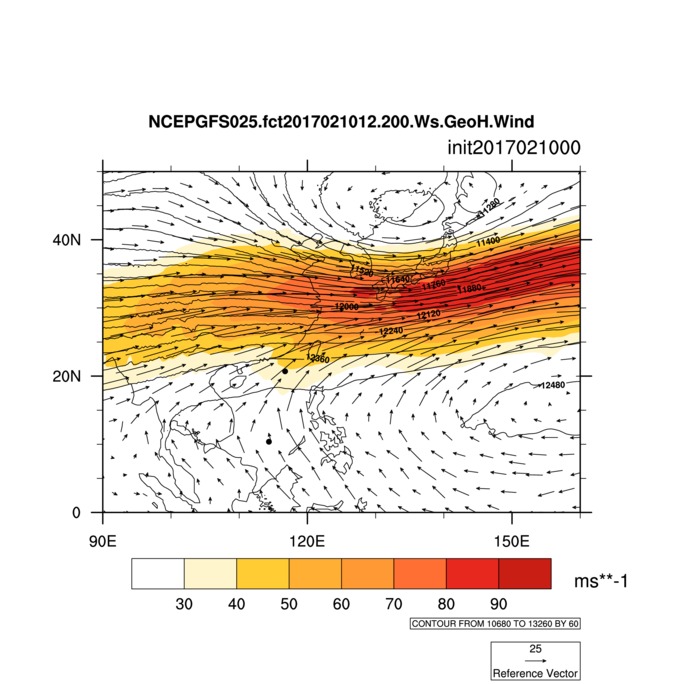 NCEPGFS025.fct2017021012.200.Ws.GeoH.Wind
init2017021000
11280
40N
11400
11520
11640
11760
11880
12000
12120
12240
12360
20N
12480
0
90E 120E 150E
ms**-1
30 40 50 60 70 80 90
CONTOUR FROM 10680 TO 13260 BY 60
25
Reference Vector